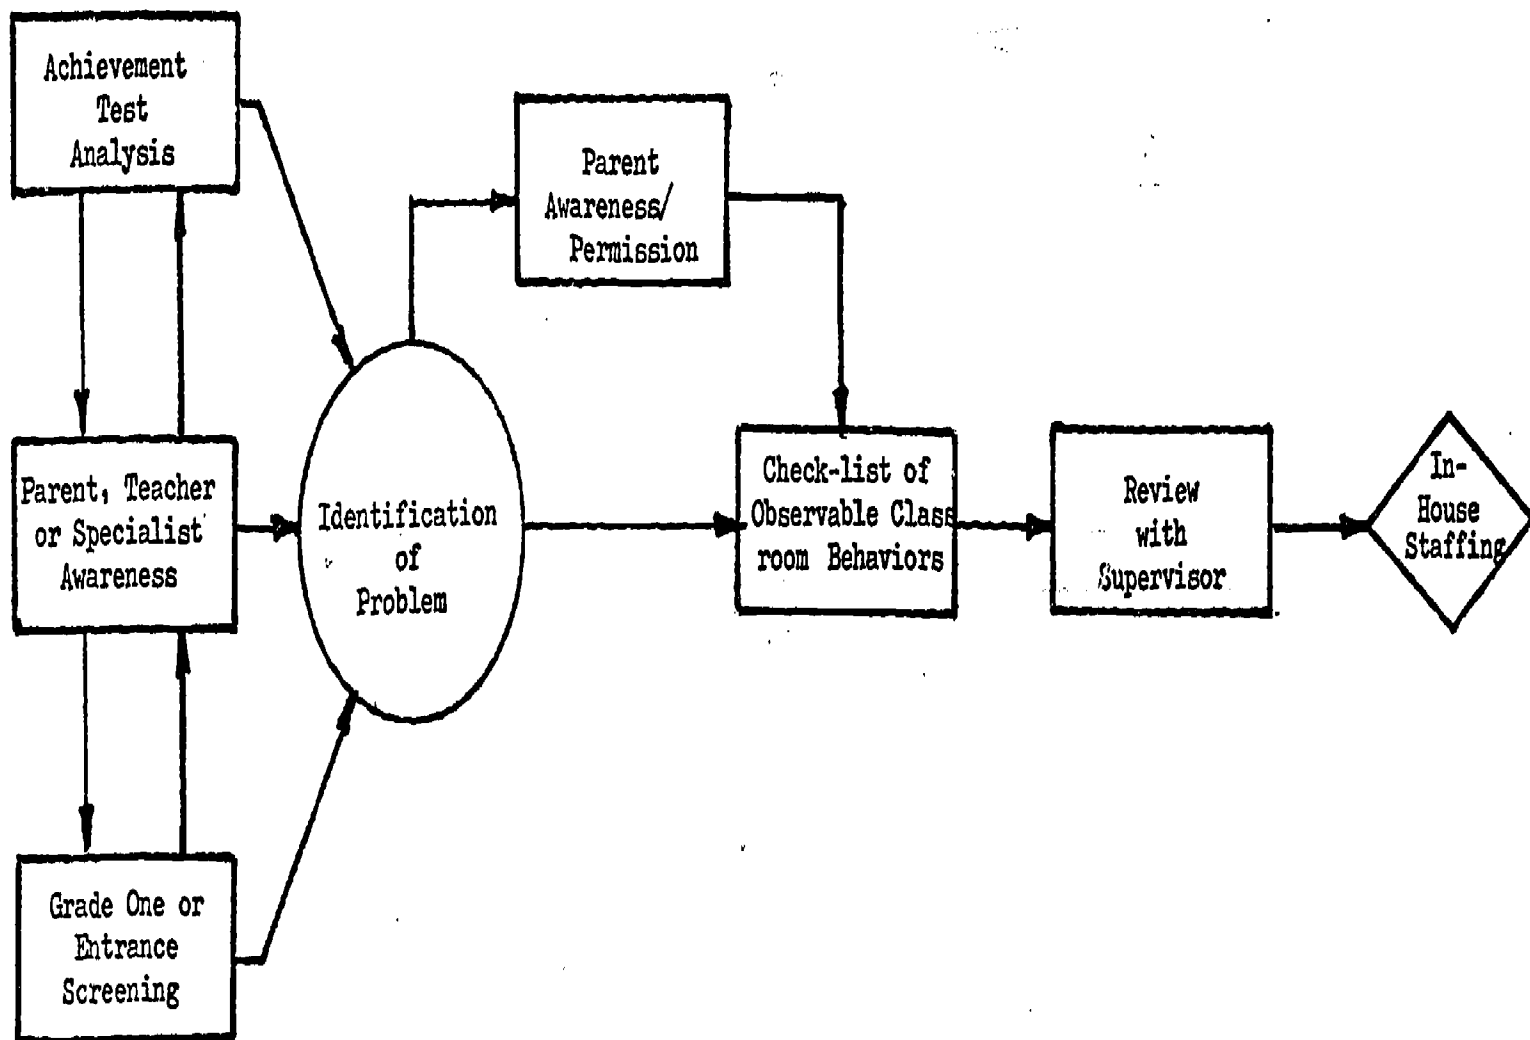 Achievement
Test
Analysis
Parent
Awareness/
Permission
Parent, Teacher
or Specialist
Awareness
Identification
of
Problem
Check-list of
Observable Class
room Behaviors
Review
with
Supervisor
In-
House
Staffing
Grade One or
Entrance
Screening